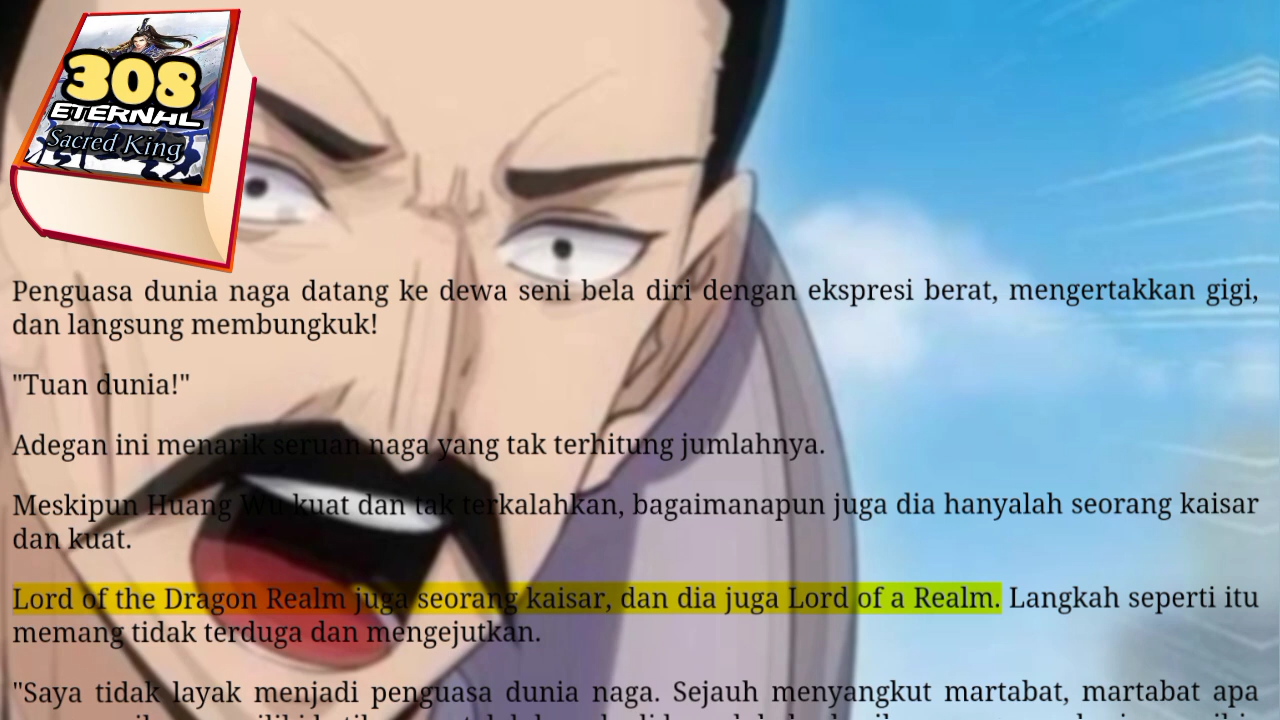 308
ETERNAL
Sacred King
Penguasa dunia naga datang ke dewa seni bela diri dengan ekspresi berat, mengertakkan gigi,
dan langsung membungkuk!
"Tuan dunia!"
Adegan ini menarik seruan naga yang tak terhitung jumlahnya.
Meskipun Huang Wu kuat dan tak terkalahkan, bagaimanapun juga dia hanyalah seorang kaisar
dan kuat.
Lord of the Dragon Realm juga seorang kaisar, dan dia juga Lord of a Realm. Langkah seperti itu
memang tidak terduga dan mengejutkan.
"Saya tidak layak menjadi penguasa dunia naga. Sejauh menyangkut martabat, martabat apa